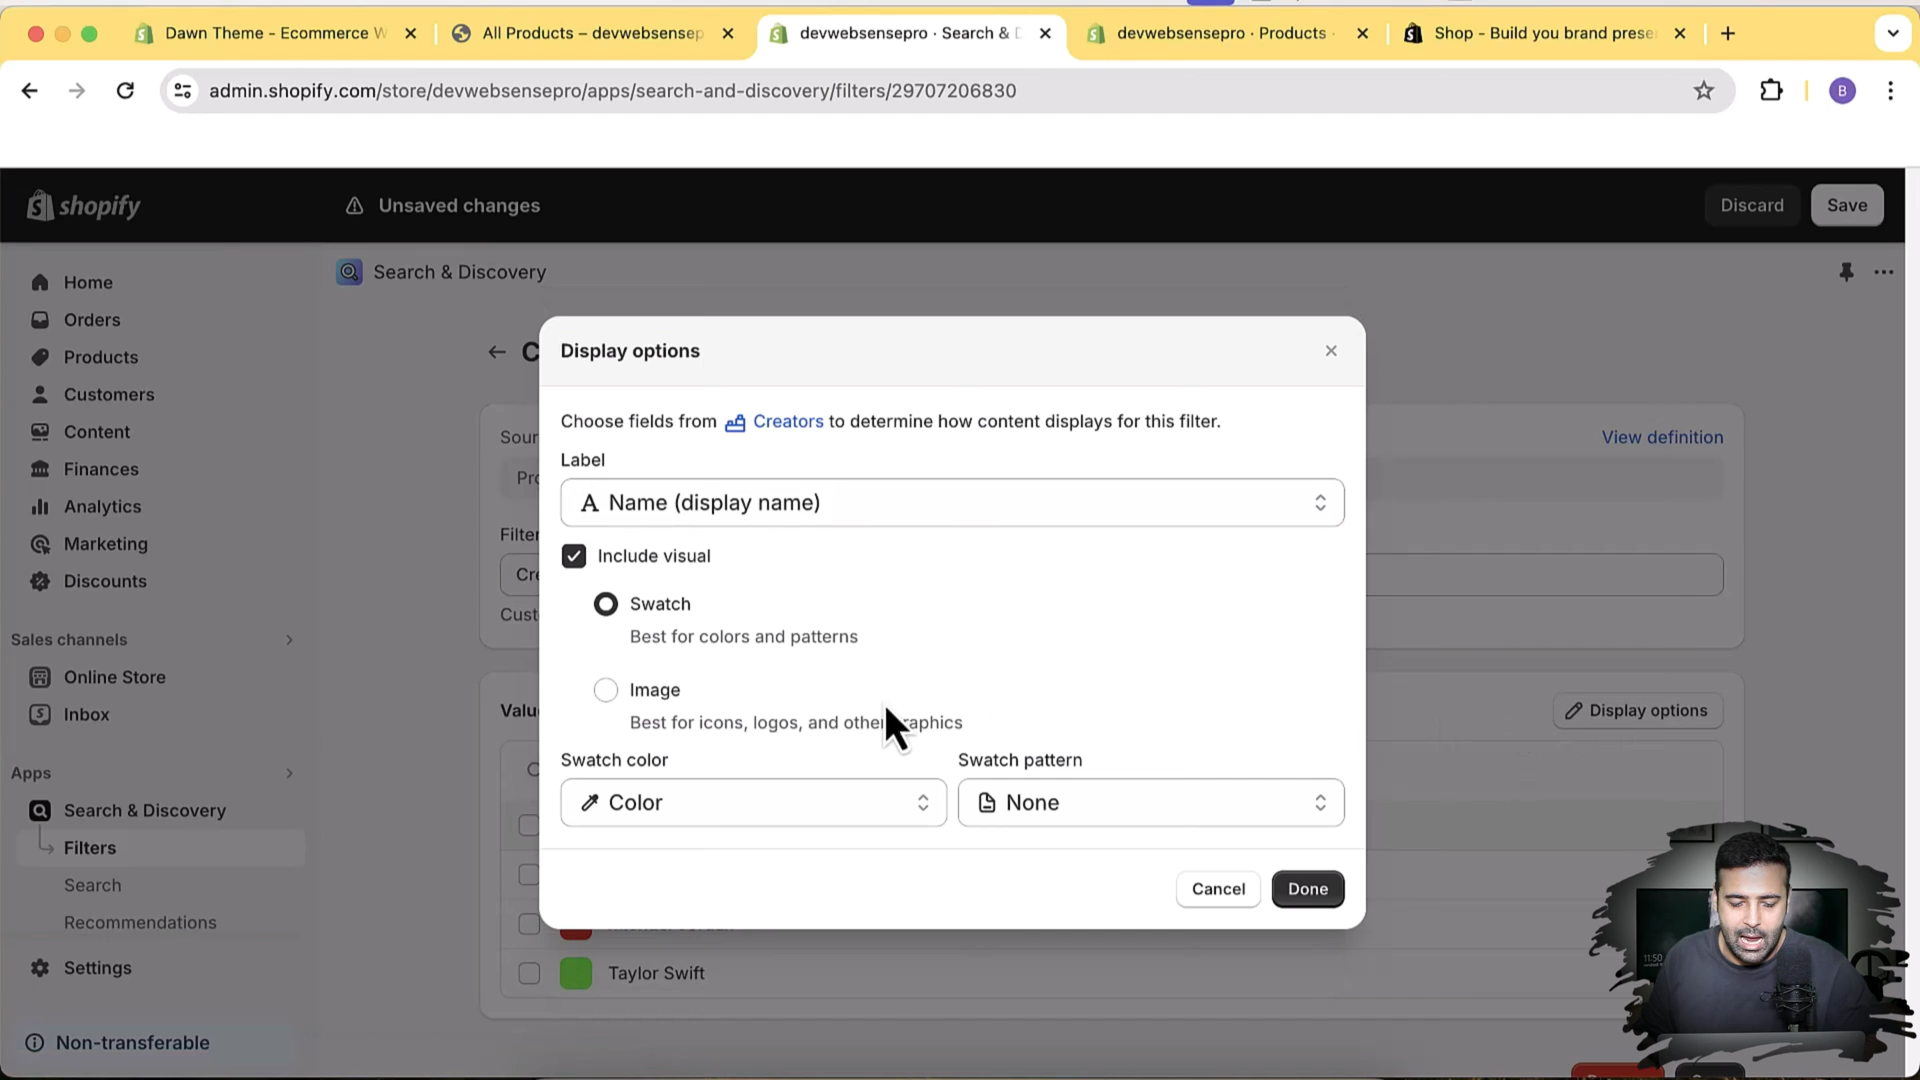 Dawn Theme - Ecommerce W
All Products – devwebsensep
devwebsensepro · Search & D
devwebsensepro · Products ·
Shop - Build you brand prese
admin.shopify.com/store/devwebsensepro/apps/search-and-discovery/filters/29707206830
B
shopify
Unsaved changes
Discard
Save
Home
Orders
Products
Customers
Content
Finances
Analytics
Marketing
Discounts
Sales channels
Online Store
Inbox
Apps
Search & Discovery
Filters
Search
Recommendations
Settings
Non-transferable
Search & Discovery
C
Sour
View definition
Pro
Filter
Cre
Cust
Valu
Display options
Taylor Swift
Display options
Choose fields from Creators to determine how content displays for this filter.
Label
Name (display name)
Include visual
Swatch
Best for colors and patterns
Image
Best for icons, logos, and other graphics
Swatch color
Swatch pattern
Color
None
Cancel
Done
11:50